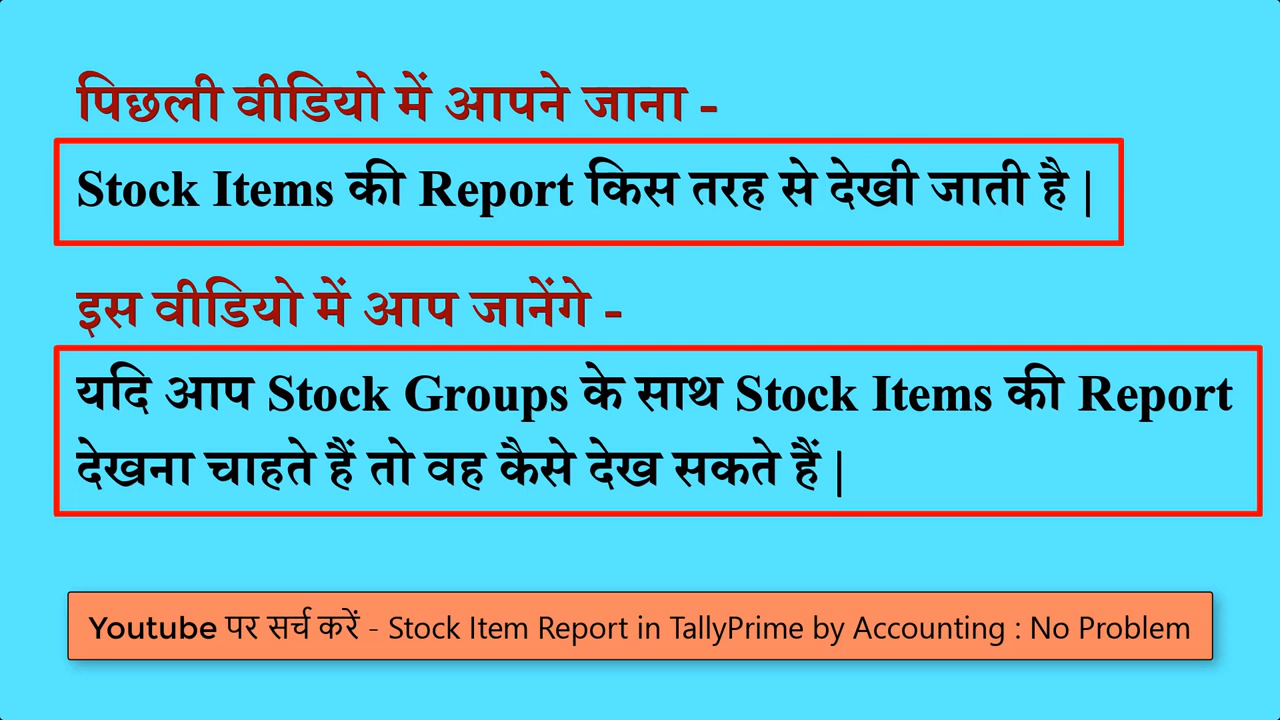 पिछली वीडियो में आपने जाना -
Stock Items की Report किस तरह से देखी जाती है |
इस वीडियो में आप जानेंगे -
यदि आप Stock Groups के साथ Stock Items की Report
देखना चाहते हैं तो वह कैसे देख सकते हैं |
Youtube पर सर्च करें - Stock Item Report in TallyPrime by Accounting : No Problem